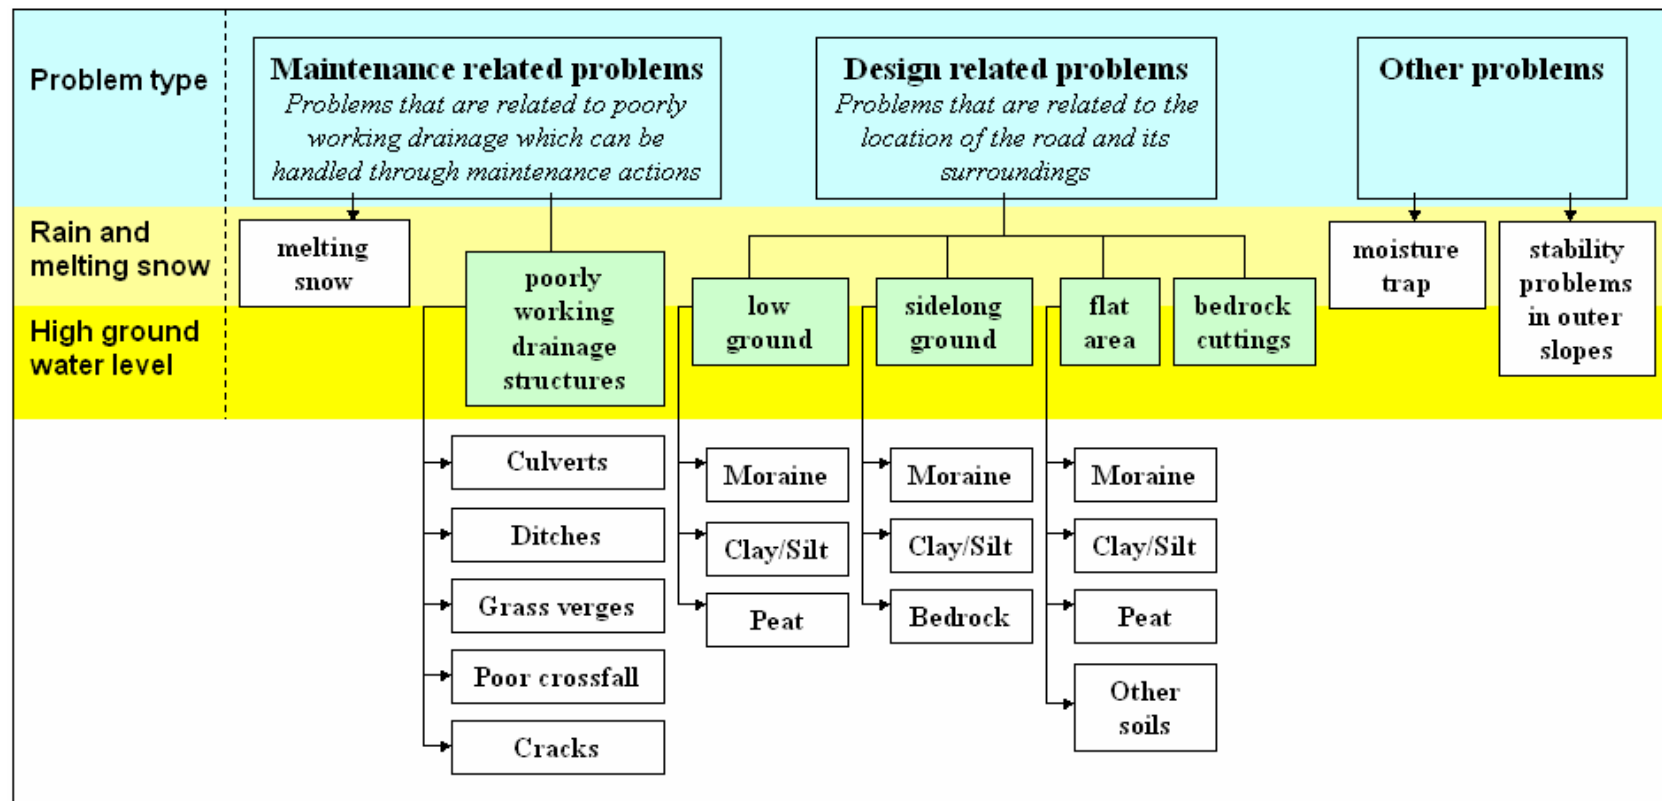 Problem type
Maintenance related problems
Problems that are related to poorly
working drainage which can be
handled through maintenance actions
Design related problems
Problems that are related to the
location of the road and its
surroundings
Other problems
Rain and
melting snow
High ground
water level
melting
snow
poorly
working
drainage
structures
low
ground
sidelong
ground
flat
area
bedrock
cuttings
moisture
trap
stability
problems
in outer
slopes
Culverts
Ditches
Grass verges
Poor crossfall
Cracks
Moraine
Clay/Silt
Peat
Moraine
Clay/Silt
Bedrock
Moraine
Clay/Silt
Peat
Other
soils